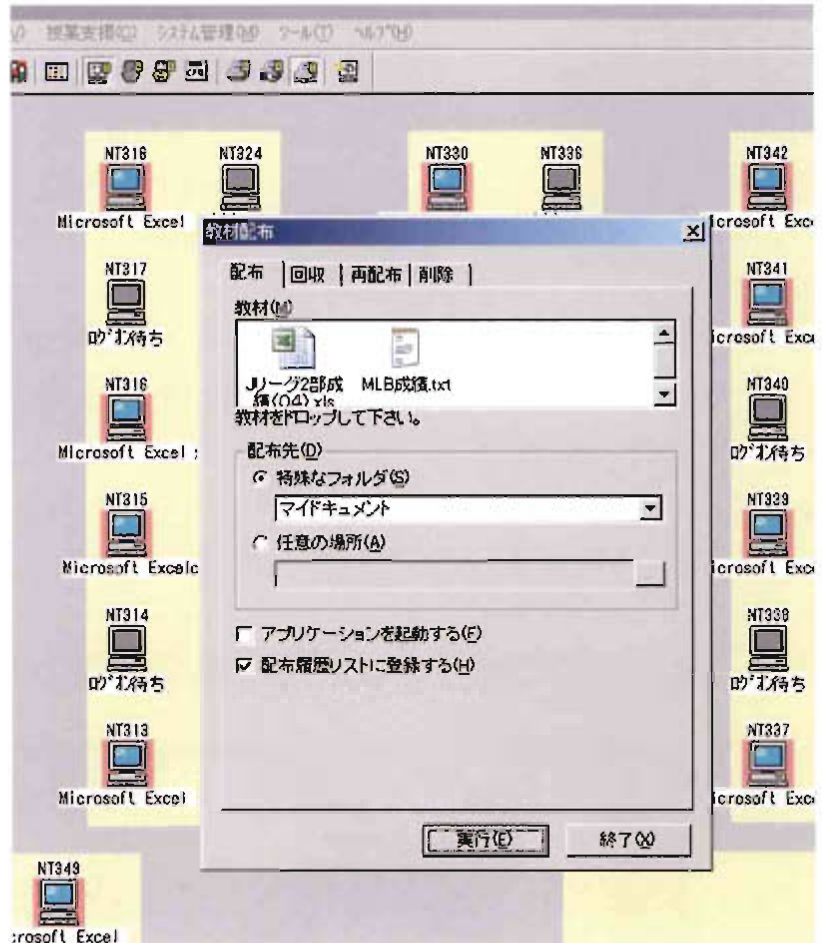 授業支援(C) システム管理(M) ツール(T) ヘルプ(H)
NT318
NT324
NT330
NT336
NT342
Microsoft Excel
icrosoft Exc
教材配布
NT317
NT341
配布
回収
再配布
削除
教材(M)
ログオン待ち
icrosoft Exc
Jリーグ2部成
績(04).xls
MLB成績.txt
教材をドロップして下さい。
NT316
NT340
Microsoft Excel
ログオン待ち
配布先(D)
特殊なフォルダ(S)
マイドキュメント
NT315
NT339
任意の場所(A)
Microsoft Excelc
icrosoft Exc
...
NT314
NT338
アプリケーションを起動する(F)
配布履歴リストに登録する(H)
ログオン待ち
ログオン待ち
NT313
NT337
Microsoft Excel
icrosoft Exc
実行(E)
終了(X)
NT349
crosoft Excel